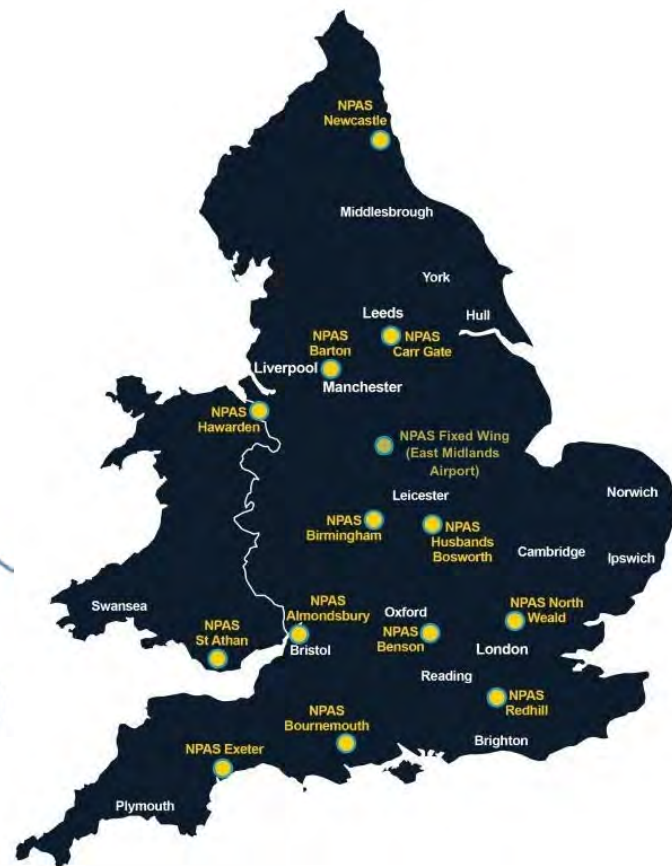 NPAS
Newcastle
Middlesbrough
York
Leeds
Hull
NPAS
Barton
NPAS
Carr Gate
Liverpool
Manchester
NPAS
Hawarden
NPAS Fixed Wing
(East Midlands
Airport)
Leicester
Norwich
NPAS
Birmingham
NPAS
Husbands
Bosworth
Cambridge
Ipswich
Swansea
NPAS
St Athan
NPAS
Almondsbury
Bristol
Oxford
NPAS
Benson
NPAS North
Weald
London
Reading
NPAS
Redhill
NPAS
Bournemouth
Brighton
NPAS Exeter
Plymouth